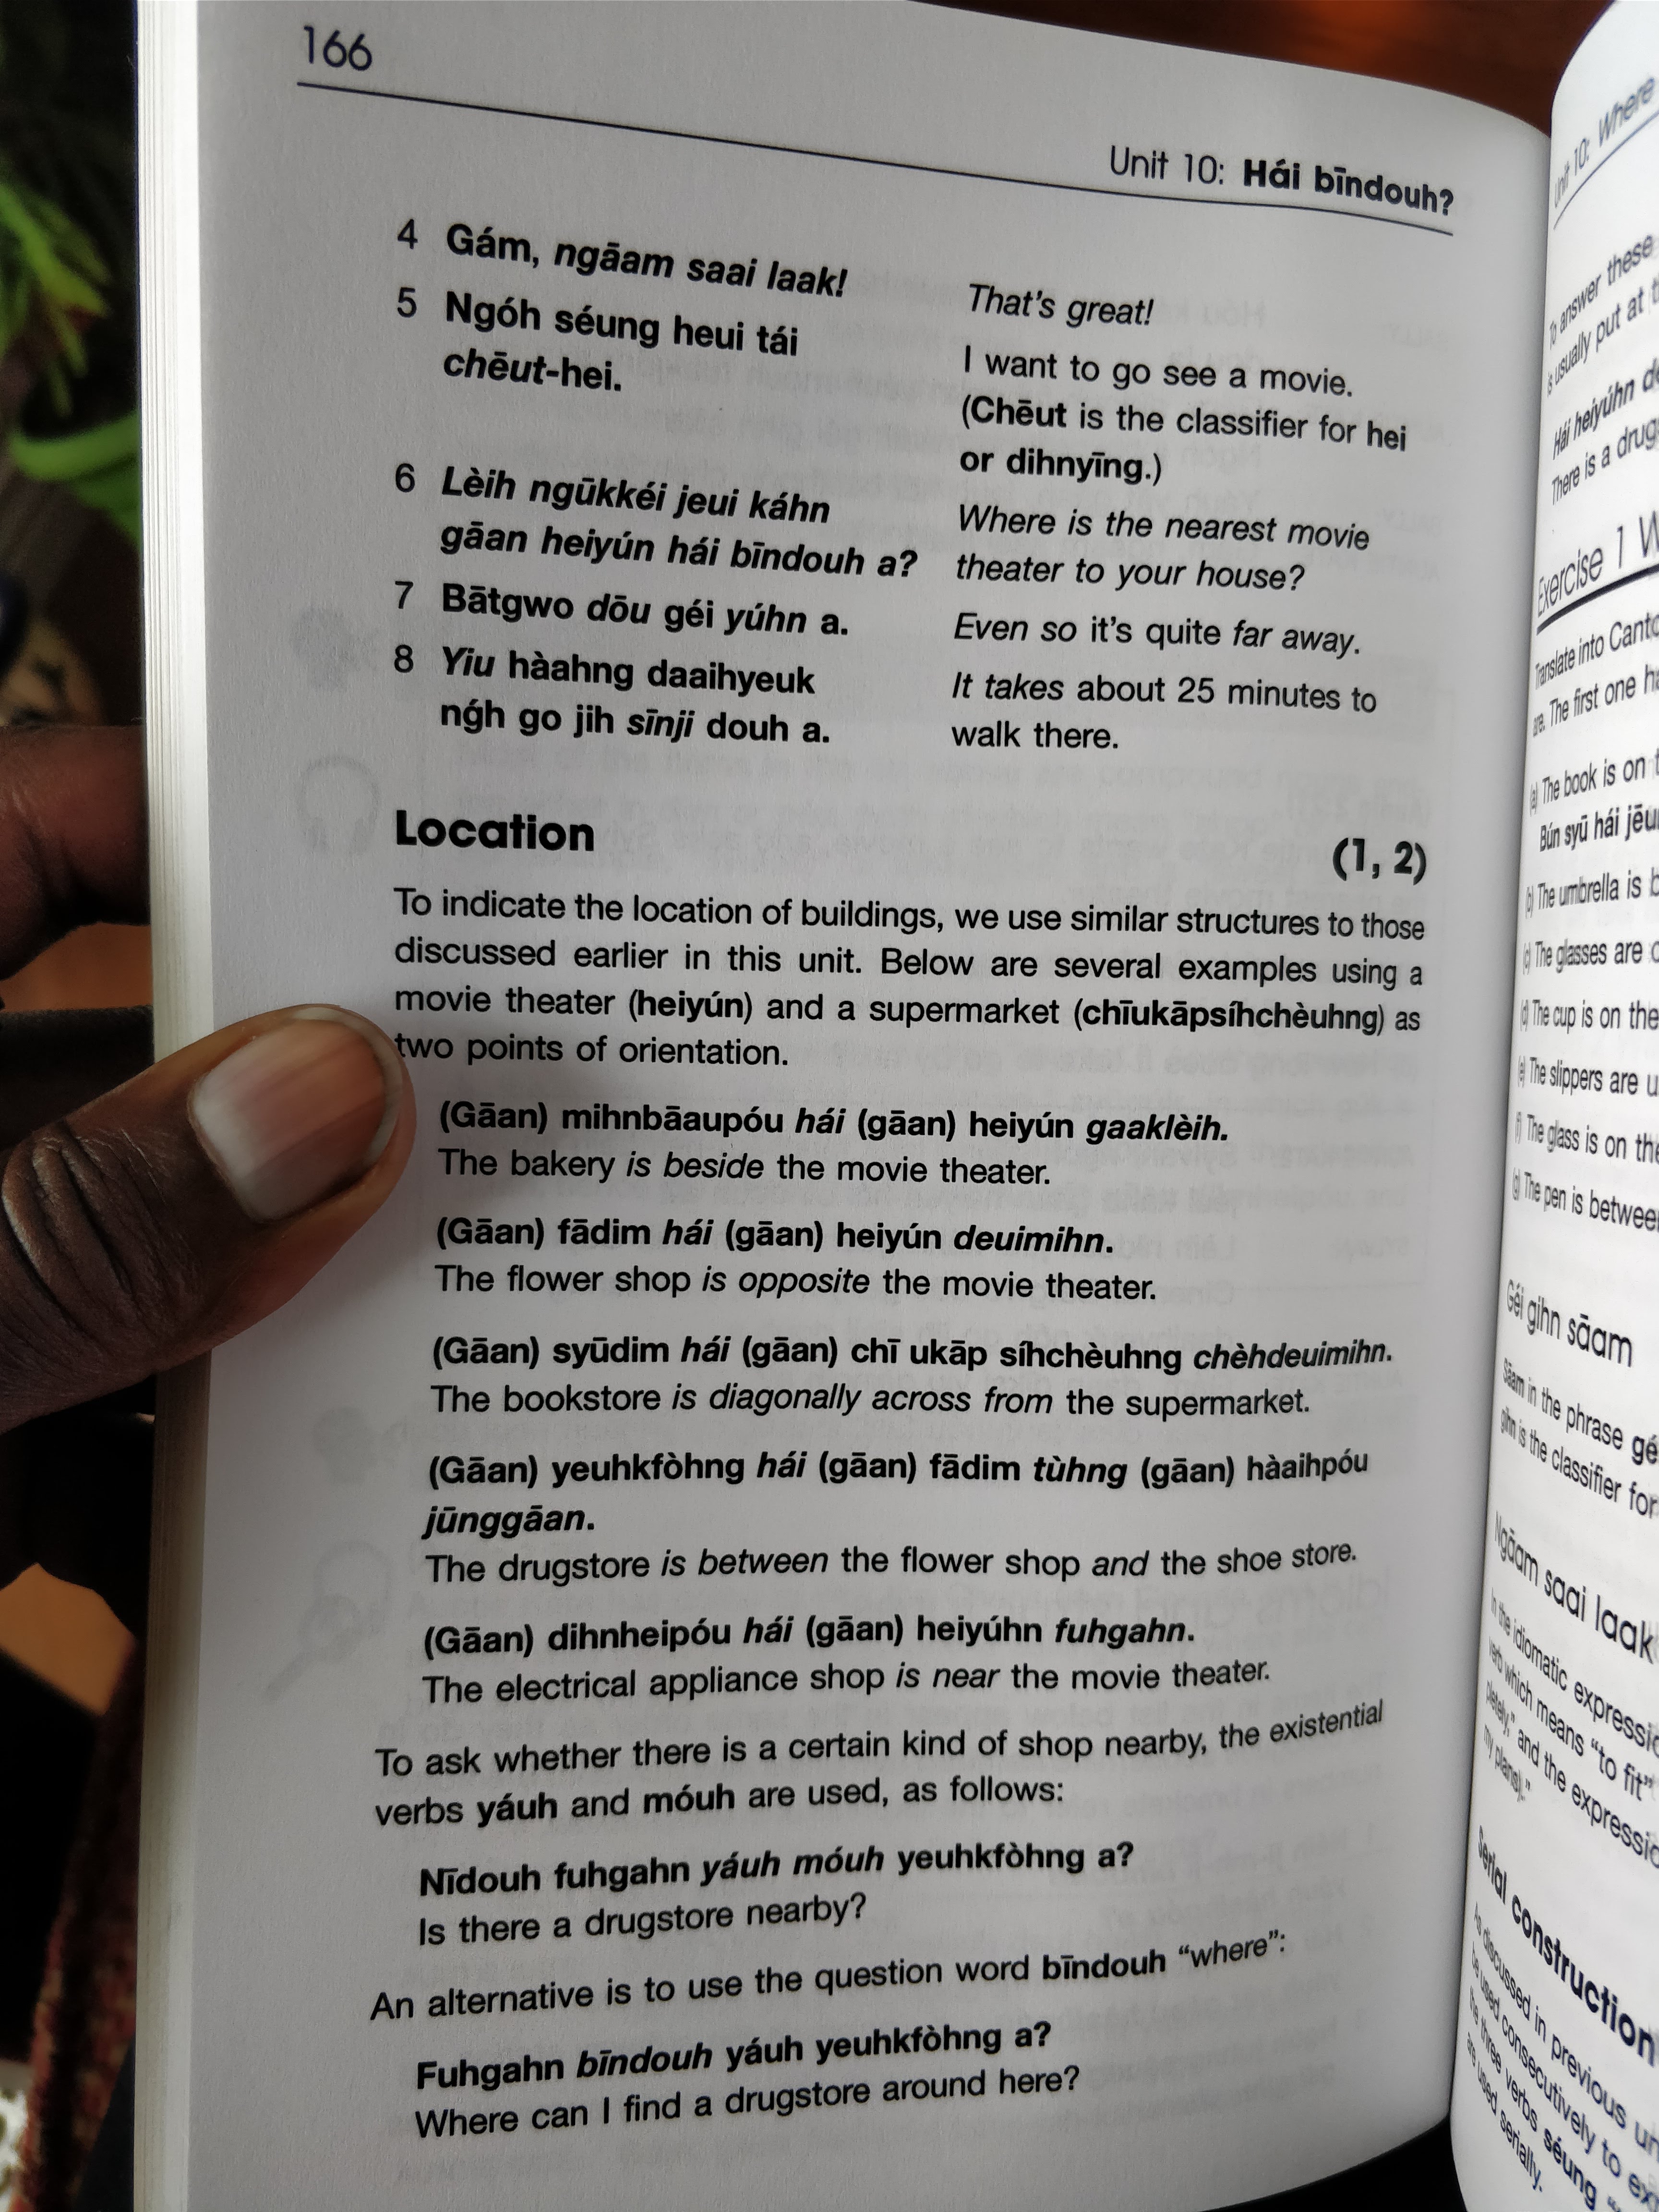 166
Unit 10: Hái bīndouh?
4 Gám, ngāam saai laak!
That's great!
5 Ngóh séung heui tái
chēut-hei.
I want to go see a movie.
(Chēut is the classifier for hei
or dihnyīng.)
6 Lèih ngūkkéi jeui káhn
gāan heiyún hái bīndouh a?
Where is the nearest movie
theater to your house?
7 Bātgwo dōu géi yúhn a.
Even so it's quite far away.
8 Yiu hàahng daaihyeuk
nǵh go jih sīnji douh a.
It takes about 25 minutes to
walk there.
Location (1, 2)
To indicate the location of buildings, we use similar structures to those
discussed earlier in this unit. Below are several examples using a
movie theater (heiyún) and a supermarket (chīukāpsíhchèuhng) as
two points of orientation.
(Gāan) mihnbāaupóu hái (gāan) heiyún gaaklèih.
The bakery is beside the movie theater.
(Gāan) fādim hái (gāan) heiyún deuimihn.
The flower shop is opposite the movie theater.
(Gāan) syūdim hái (gāan) chī ukāp síhchèuhng chèhdeuimihn.
The bookstore is diagonally across from the supermarket.
(Gāan) yeuhkfòhng hái (gāan) fādim tùhng (gāan) hàaihpóu
jūnggāan.
The drugstore is between the flower shop and the shoe store.
(Gāan) dihnheipóu hái (gāan) heiyúhn fuhgahn.
The electrical appliance shop is near the movie theater.
To ask whether there is a certain kind of shop nearby, the existential
verbs yáuh and móuh are used, as follows:
Nīdouh fuhgahn yáuh móuh yeuhkfòhng a?
Is there a drugstore nearby?
An alternative is to use the question word bīndouh “where”:
Fuhgahn bīndouh yáuh yeuhkfòhng a?
Where can I find a drugstore around here?
Unit 10: Where
To answer these
is usually put at
Hái heiyúhn
There is a
Exercise 1
Translate into
are. The first one
(a) The book is on
Bún syū hái
(b) The umbrella is
(c) The glasses are
(d) The cup is on the
(e) The slippers are
(f) The glass is on
(g) The pen is
Géi gihn sāam
Sāam in the phrase
gihn is the classifier for
Ngāam saai laak
In the idiomatic
verb which means “to fit”
and the
my plans).”
Serial construction
As discussed in previous
be used consecutively to
the three verbs séung
are used serially.